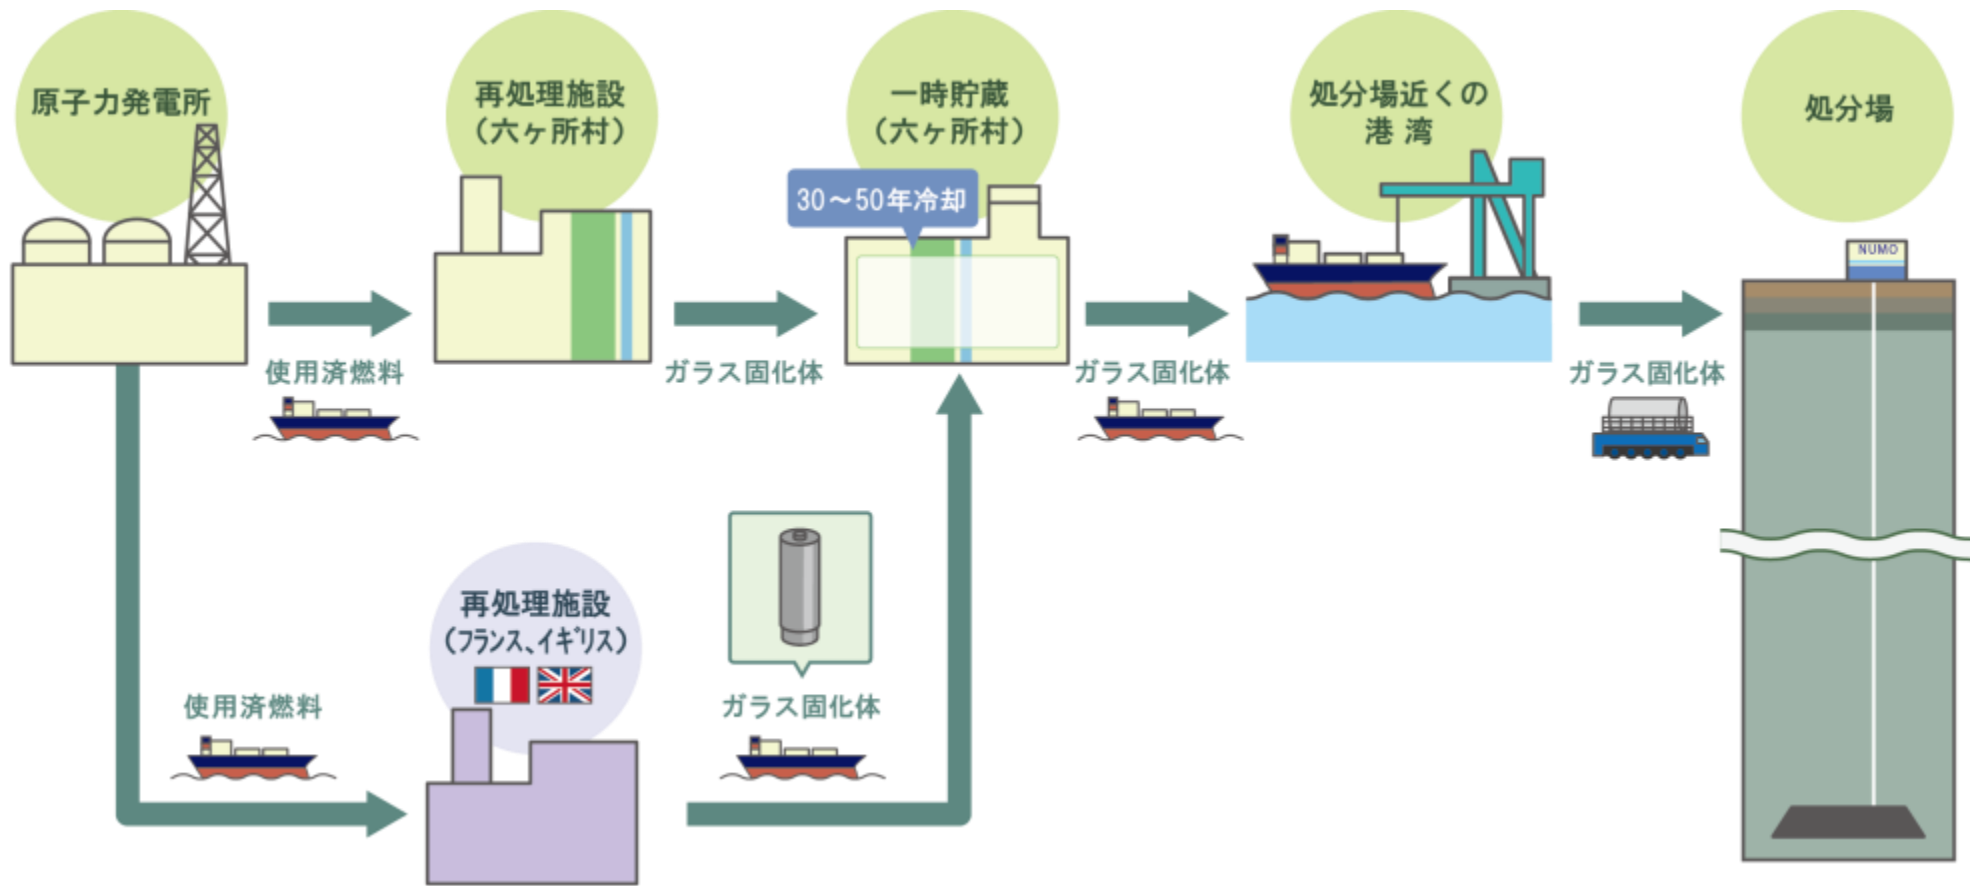 原子力発電所
再処理施設
(六ヶ所村)
一時貯蔵
(六ヶ所村)
30〜50年冷却
処分場近くの
港 湾
処分場
NUMO
使用済燃料
ガラス固化体
ガラス固化体
ガラス固化体
再処理施設
(フランス、イギリス)
使用済燃料
ガラス固化体